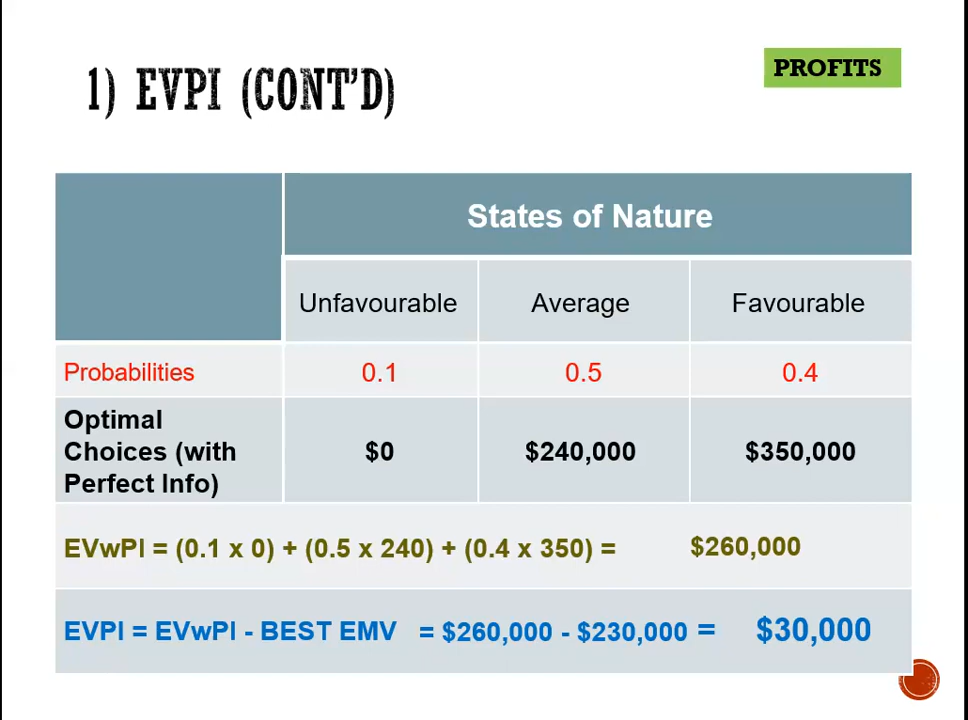 1) EVPI (CONT'D)
PROFITS
States of Nature
Unfavourable Average Favourable
Probabilities 0.1 0.5 0.4
Optimal
Choices (with
Perfect Info)
$0 $240,000 $350,000
EVwPI = (0.1 x 0) + (0.5 x 240) + (0.4 x 350) = $260,000
EVPI = EVwPI - BEST EMV = $260,000 - $230,000 = $30,000